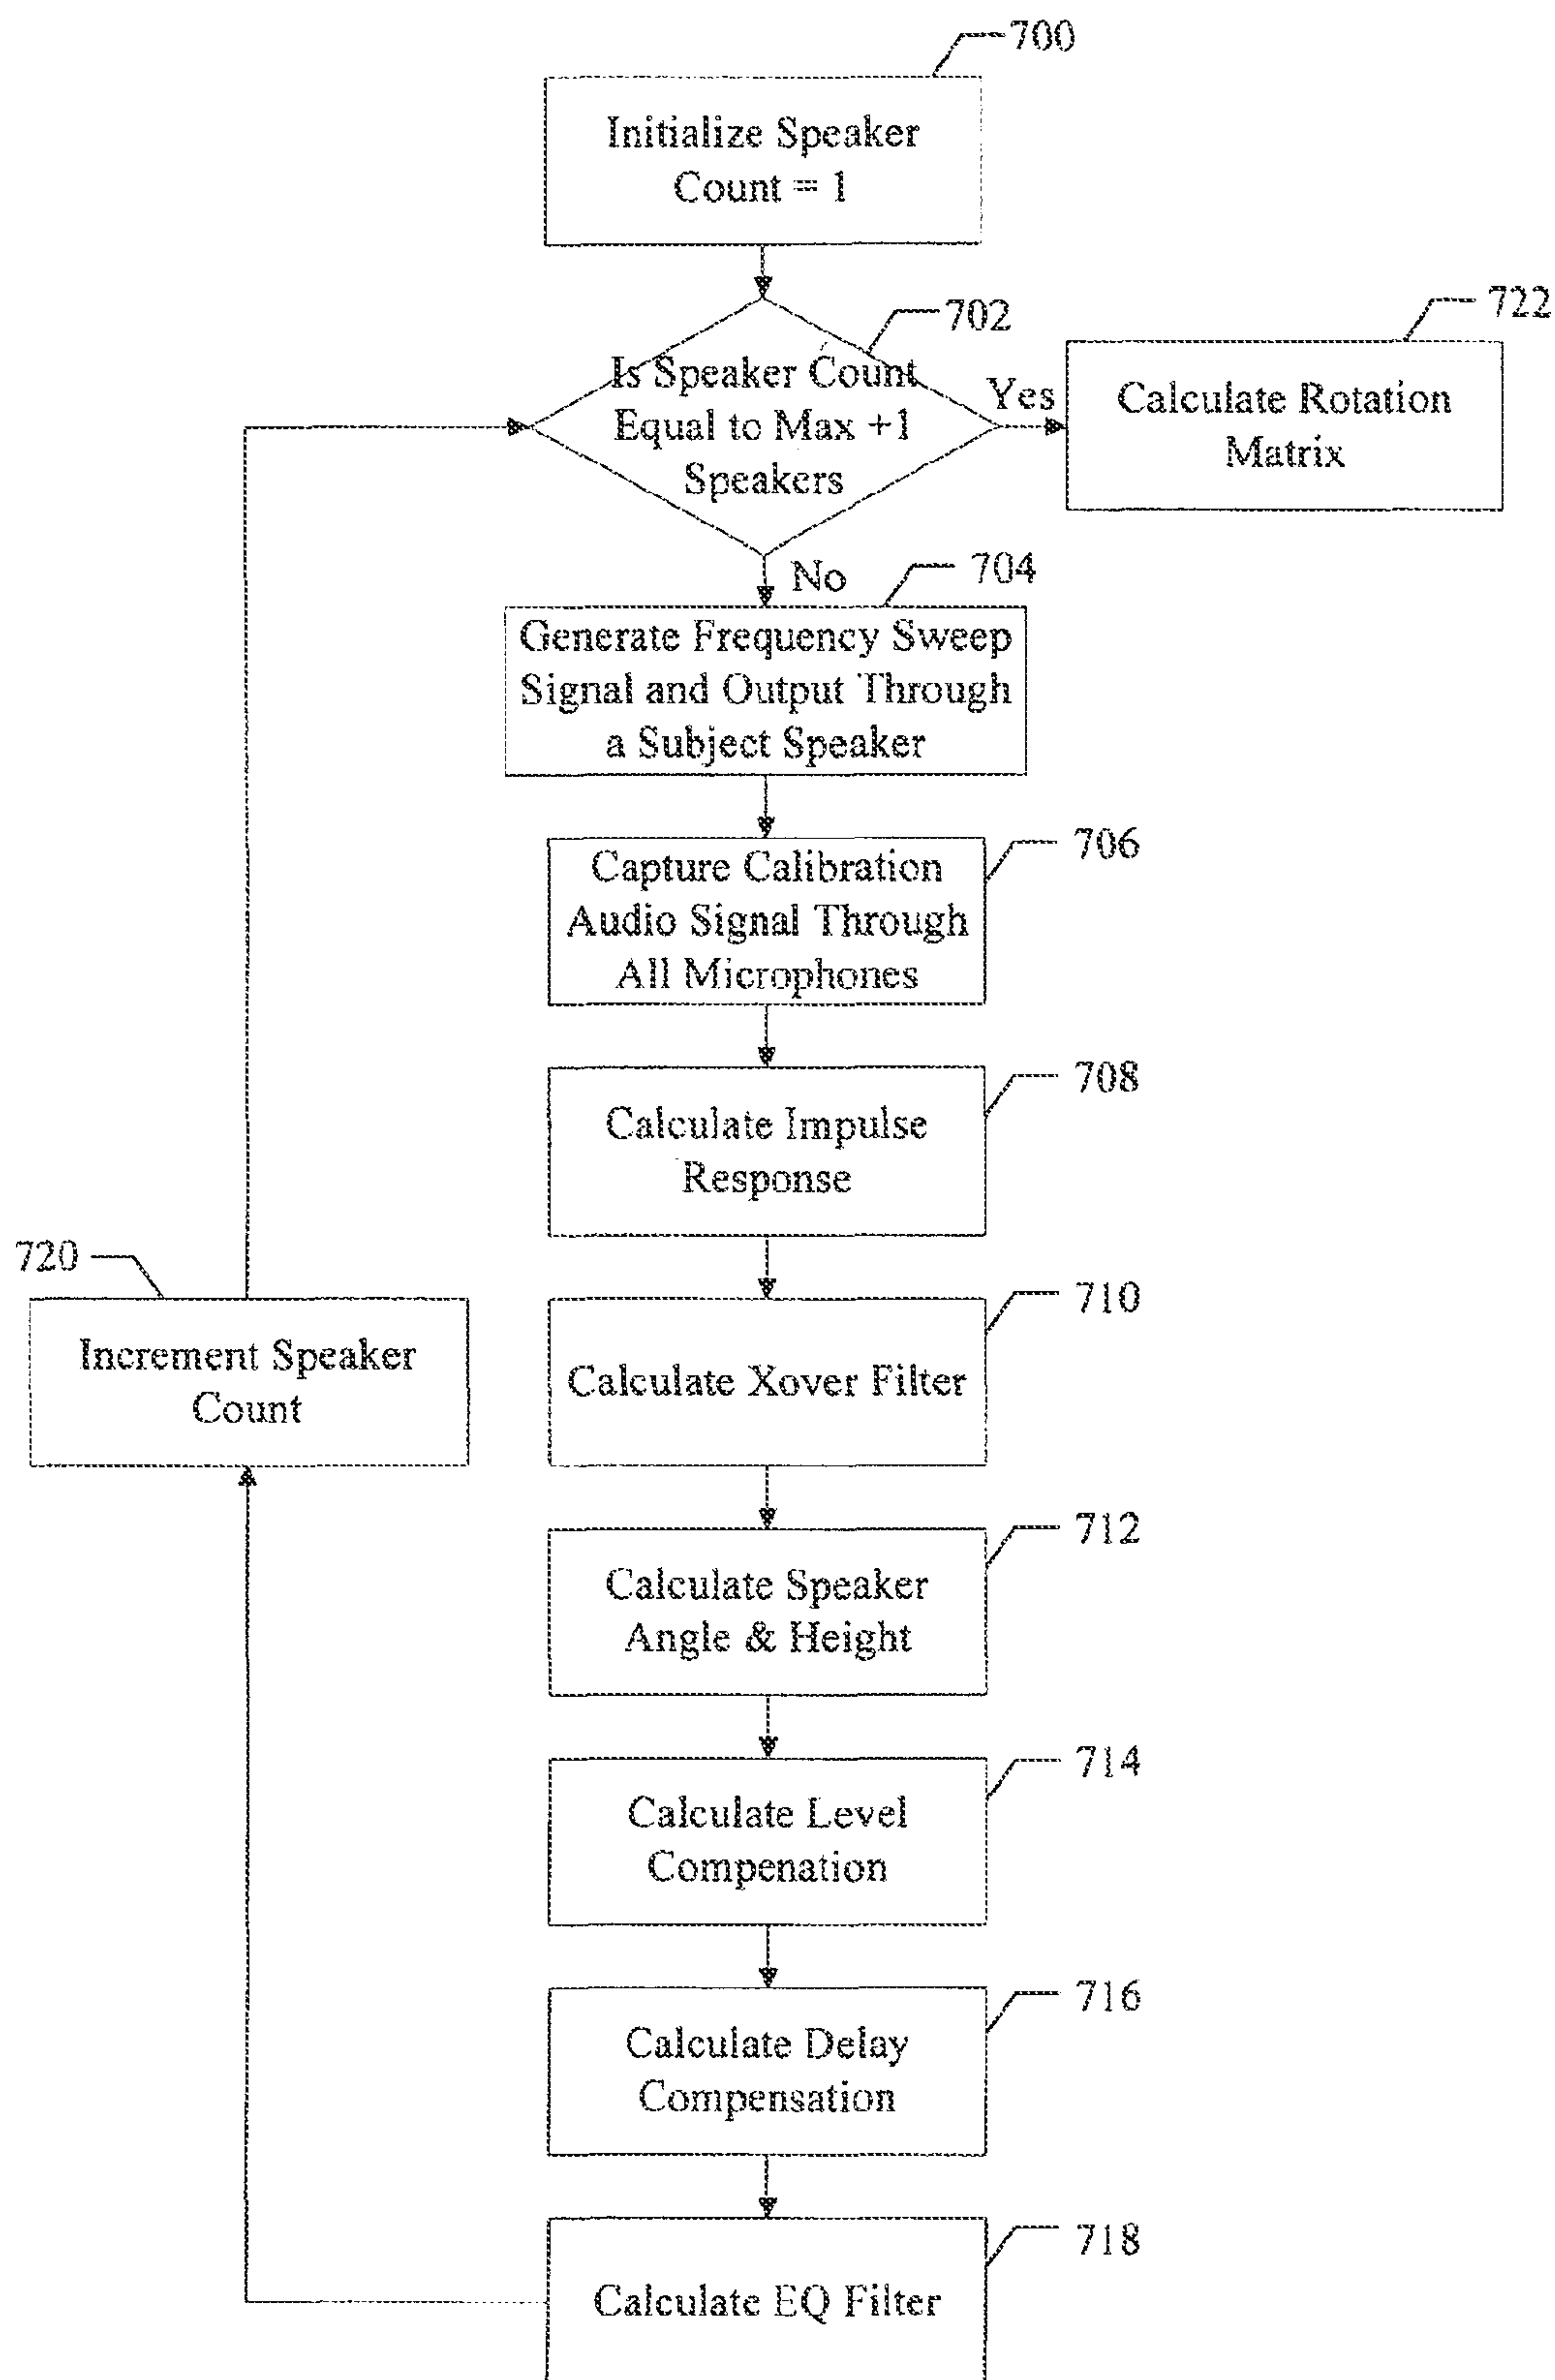 700
Initialize Speaker
Count = 1
702
Is Speaker Count
Equal to Max +1
Speakers
Yes
722
Calculate Rotation
Matrix
No
704
Generate Frequency Sweep
Signal and Output Through
a Subject Speaker
706
Capture Calibration
Audio Signal Through
All Microphones
708
Calculate Impulse
Response
710
Calculate Xover Filter
720
Increment Speaker
Count
712
Calculate Speaker
Angle & Height
714
Calculate Level
Compenation
716
Calculate Delay
Compensation
718
Calculate EQ Filter